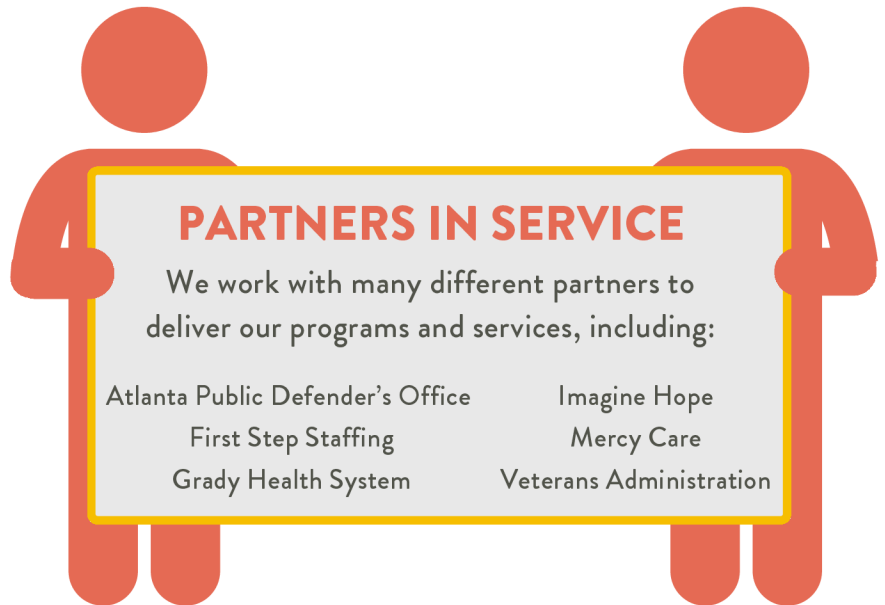 PARTNERS IN SERVICE
We work with many different partners to
deliver our programs and services, including:
Atlanta Public Defender’s Office
First Step Staffing
Grady Health System
Imagine Hope
Mercy Care
Veterans Administration